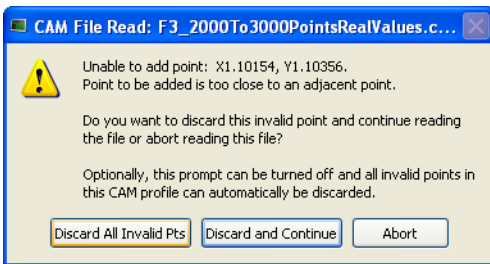 CAM File Read: F3_2000To3000PointsRealValues.c...
Unable to add point: X1.10154, Y1.10356.
Point to be added is too close to an adjacent point.
Do you want to discard this invalid point and continue reading
the file or abort reading this file?
Optionally, this prompt can be turned off and all invalid points in
this CAM profile can automatically be discarded.
Discard All Invalid Pts
Discard and Continue
Abort